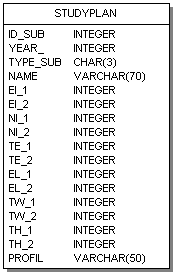 STUDYPLAN
ID_SUB INTEGER
YEAR_ INTEGER
TYPE_SUB CHAR(3)
NAME VARCHAR(70)
EI_1 INTEGER
EI_2 INTEGER
NI_1 INTEGER
NI_2 INTEGER
TE_1 INTEGER
TE_2 INTEGER
EL_1 INTEGER
EL_2 INTEGER
TW_1 INTEGER
TW_2 INTEGER
TH_1 INTEGER
TH_2 INTEGER
PROFIL VARCHAR(50)